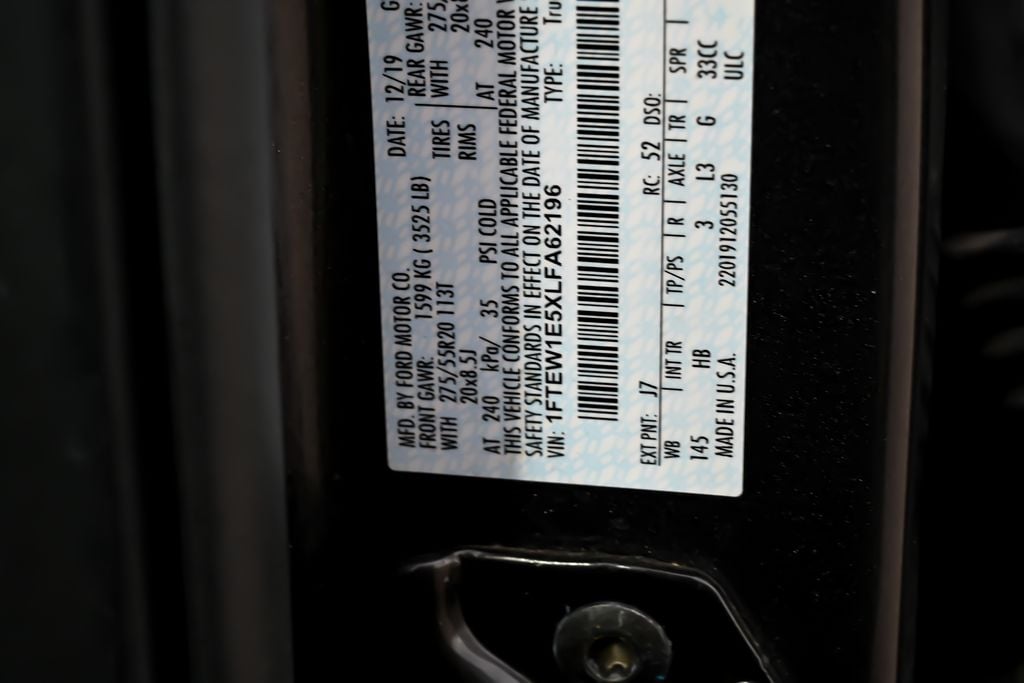 MFD. BY FORD MOTOR CO.
DATE: 12/19
FRONT GAWR: 1599 KG ( 3525 LB)
REAR GAWR:
WITH 275/55R20 113T
TIRES WITH 275
20x8.5J
RIMS
AT 240 kPa/ 35 PSI COLD
AT 240
THIS VEHICLE CONFORMS TO ALL APPLICABLE FEDERAL MOTOR
SAFETY STANDARDS IN EFFECT ON THE DATE OF MANUFACTURE
VIN: 1FTEW1E5XLFA62196
TYPE:
EXT PNT: J7 RC: 52 DSO:
WB INT TR TP/PS R AXLE TR SPR
145 HB 3 L3 G 33CC
MADE IN U.S.A. 2201912055130 ULC